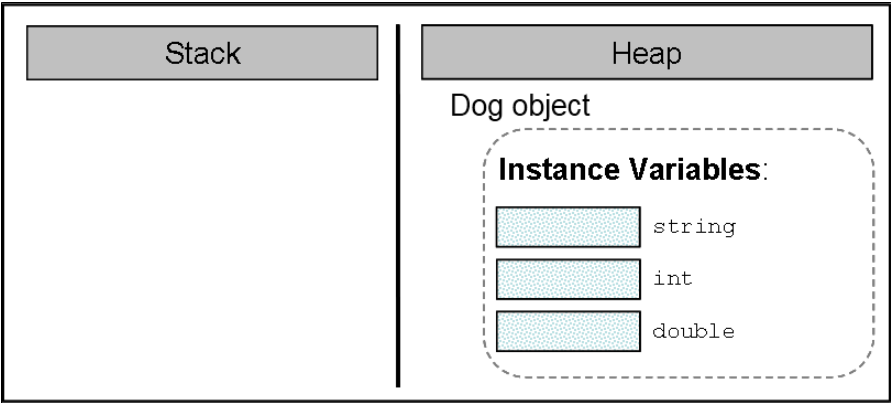 Stack
Heap
Dog object
Instance Variables:
string
int
double